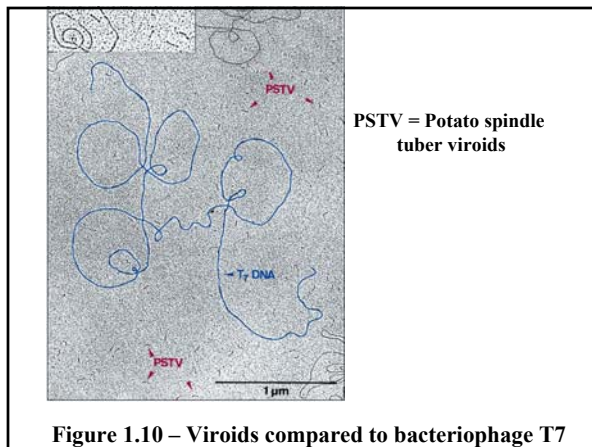 PSTV
PSTV = Potato spindle
tuber viroids
T7 DNA
PSTV
1 µm
Figure 1.10 – Viroids compared to bacteriophage T7